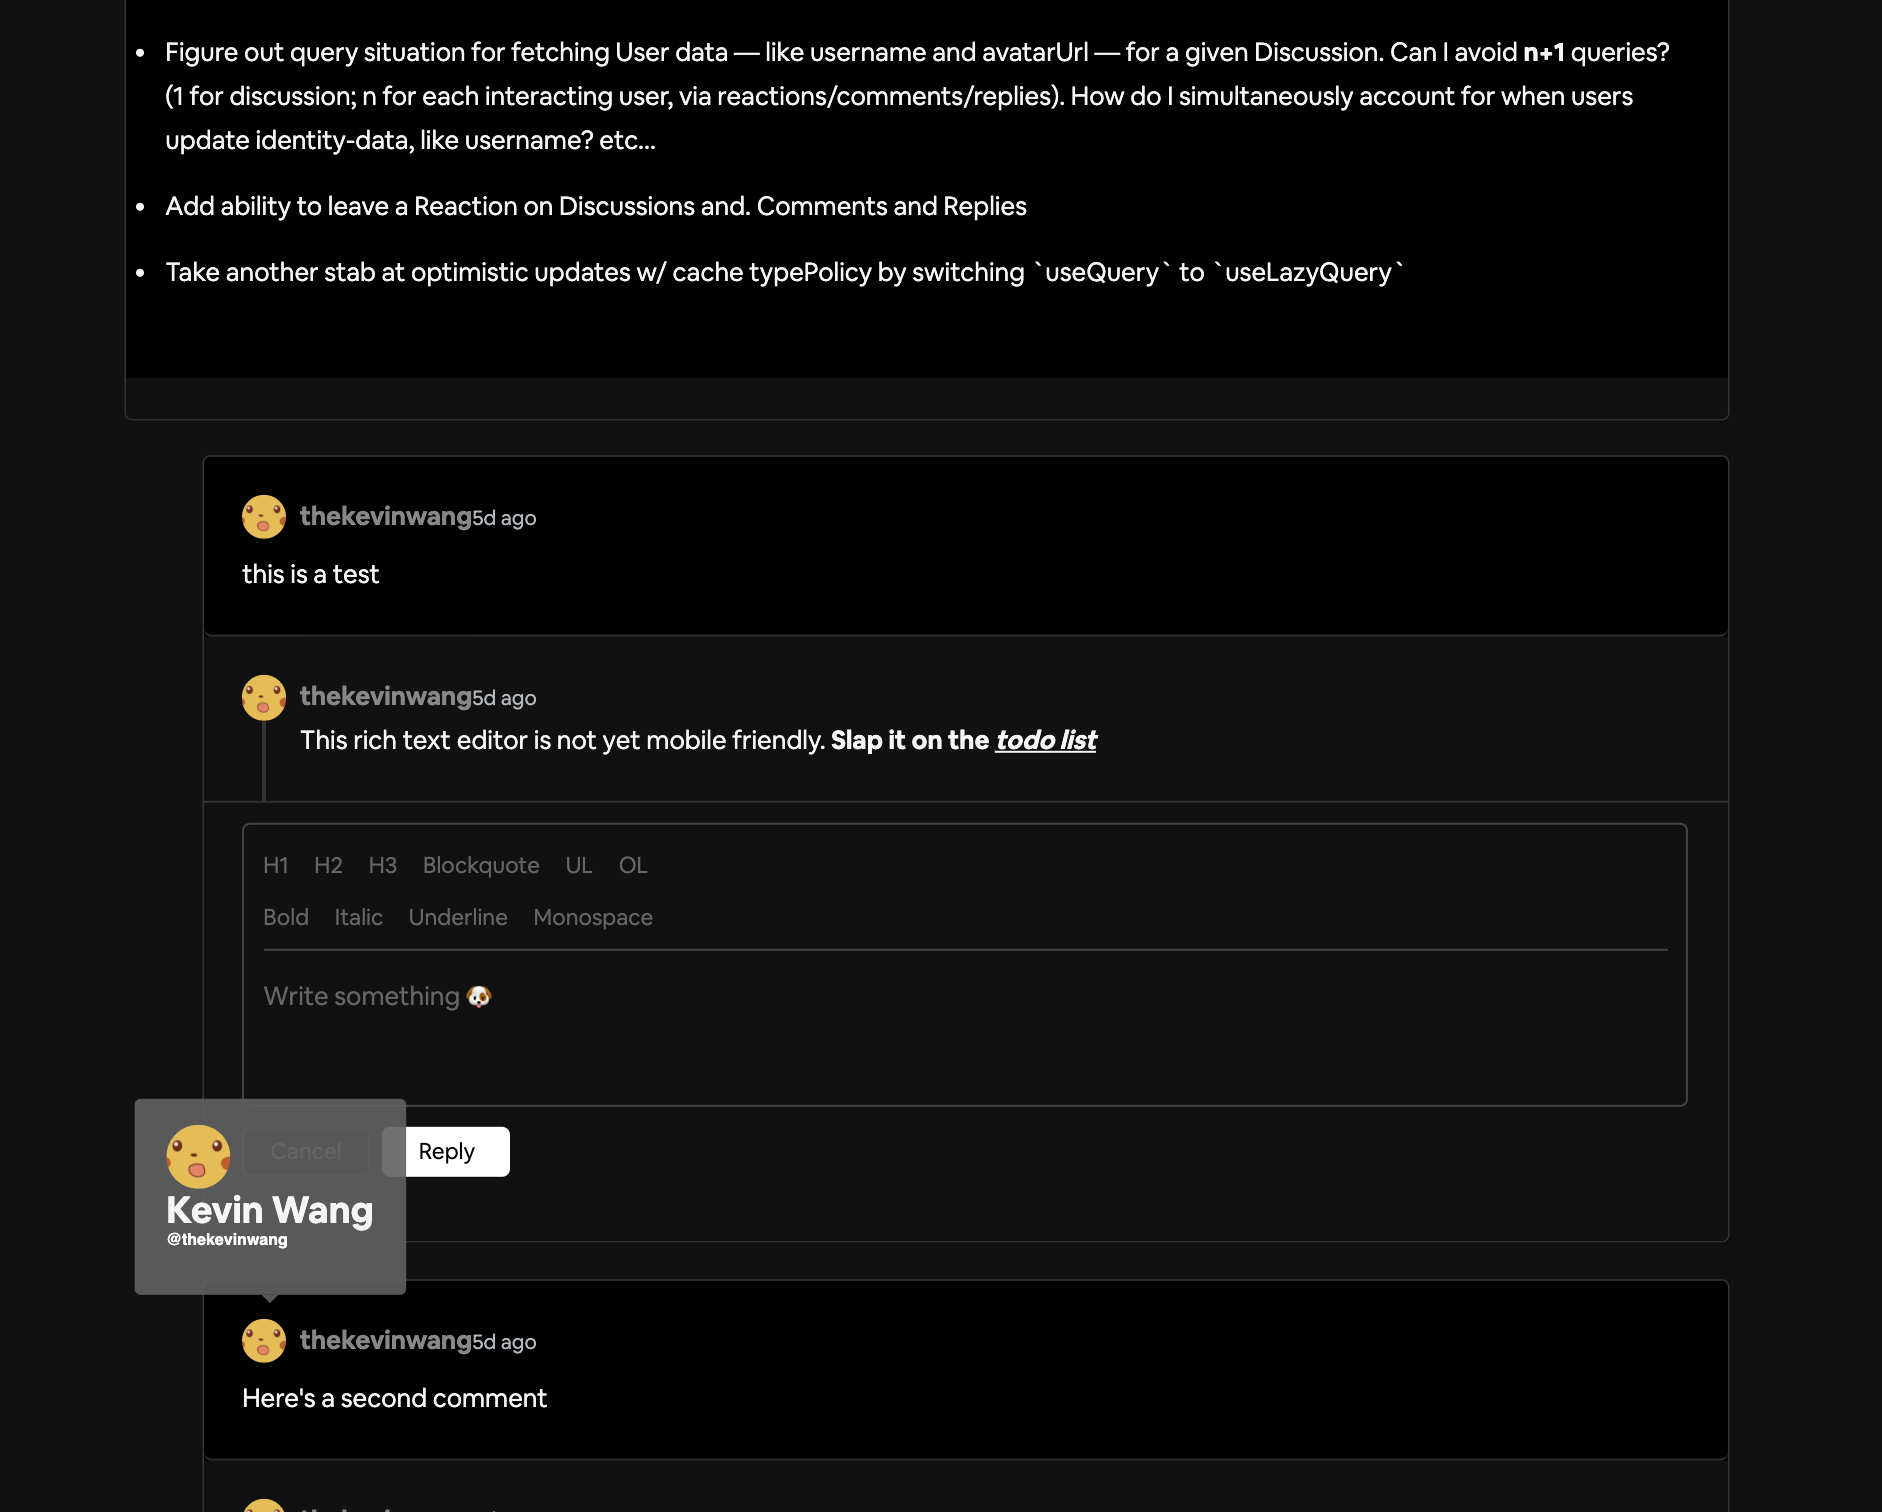 Figure out query situation for fetching User data — like username and avatarUrl — for a given Discussion. Can I avoid n+1 queries?
(1 for discussion; n for each interacting user, via reactions/comments/replies). How do I simultaneously account for when users
update identity-data, like username? etc...
Add ability to leave a Reaction on Discussions and. Comments and Replies
Take another stab at optimistic updates w/ cache typePolicy by switching `useQuery` to `useLazyQuery`
thekevinwang5d ago
this is a test
thekevinwang5d ago
This rich text editor is not yet mobile friendly. Slap it on the todo list
H1 H2 H3 Blockquote UL OL
Bold Italic Underline Monospace
Write something 🐶
Cancel Reply
Kevin Wang
@thekevinwang
thekevinwang5d ago
Here's a second comment